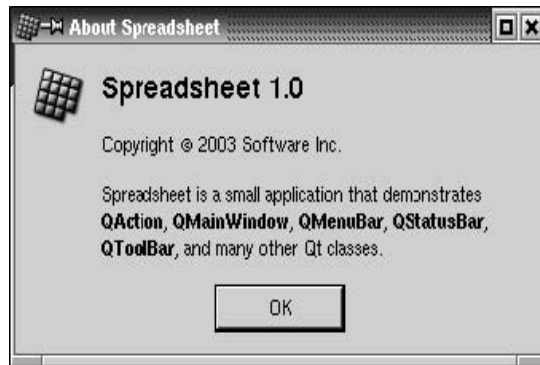 About Spreadsheet
Spreadsheet 1.0
Copyright © 2003 Software Inc.
Spreadsheet is a small application that demonstrates
QAction, QMainWindow, QMenuBar, QStatusBar,
QToolBar, and many other Qt classes.
OK